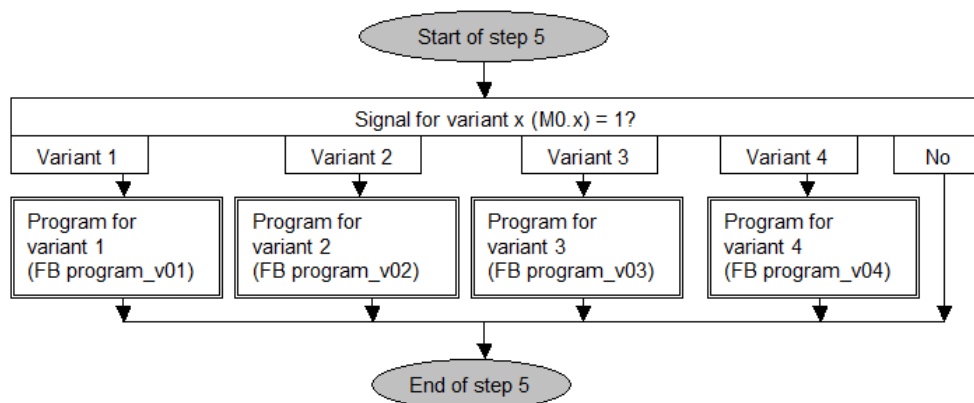 Start of step 5
Signal for variant x (M0.x) = 1?
Variant 1
Variant 2
Variant 3
Variant 4
No
Program for
variant 1
(FB program_v01)
Program for
variant 2
(FB program_v02)
Program for
variant 3
(FB program_v03)
Program for
variant 4
(FB program_v04)
End of step 5